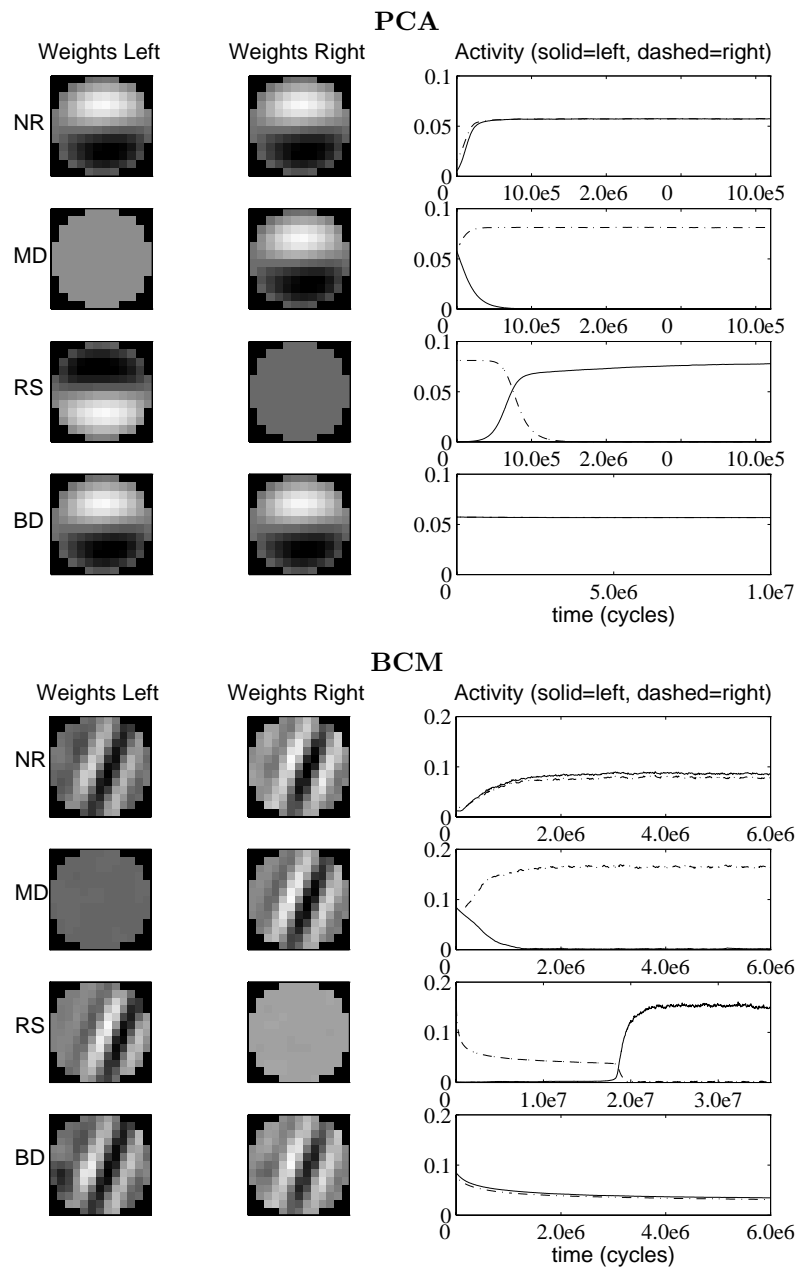 PCA
Weights Left Weights Right Activity (solid=left, dashed=right)
NR
0.1
0.05
0
0 10.0e5 2.0e6 0 10.0e5
MD
0.1
0.05
0
0 10.0e5 2.0e6 0 10.0e5
RS
0.1
0.05
0
0 10.0e5 2.0e6 0 10.0e5
BD
0.1
0.05
0
0 5.0e6 1.0e7
time (cycles)
BCM
Weights Left Weights Right Activity (solid=left, dashed=right)
NR
0.2
0.1
0
0 2.0e6 4.0e6 6.0e6
MD
0.2
0.1
0
0 2.0e6 4.0e6 6.0e6
RS
0.2
0.1
0
0 1.0e7 2.0e7 3.0e7
BD
0.2
0.1
0
0 2.0e6 4.0e6 6.0e6
time (cycles)